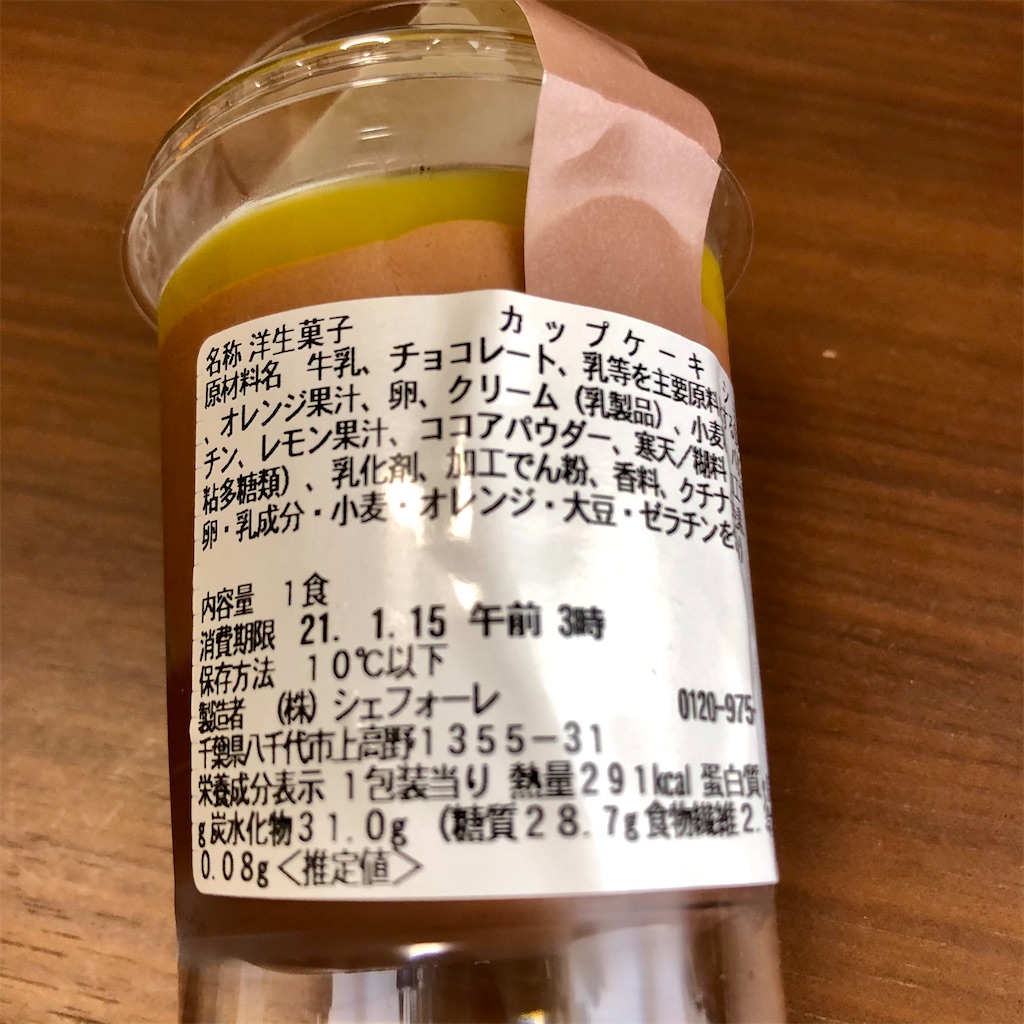 名称 洋生菓子 カップケーキ
原材料名 牛乳、チョコレート、乳等を主要原料
、オレンジ果汁、卵、クリーム(乳製品)、小麦
チン、レモン果汁、ココアパウダー、寒天/糊料
粘多糖類)、乳化剤、加工でん粉、香料、クチナ
卵・乳成分・小麦・オレンジ・大豆・ゼラチンを
内容量 1食
消費期限 21. 1.15 午前 3時
保存方法 10℃以下
製造者 (株)シェフォーレ 0120-975-
千葉県八千代市上高野1355-31
栄養成分表示 1包装当り 熱量291kcal 蛋白質
g 炭水化物31.0g (糖質28.7g 食物繊維2.
0.08g <推定値>